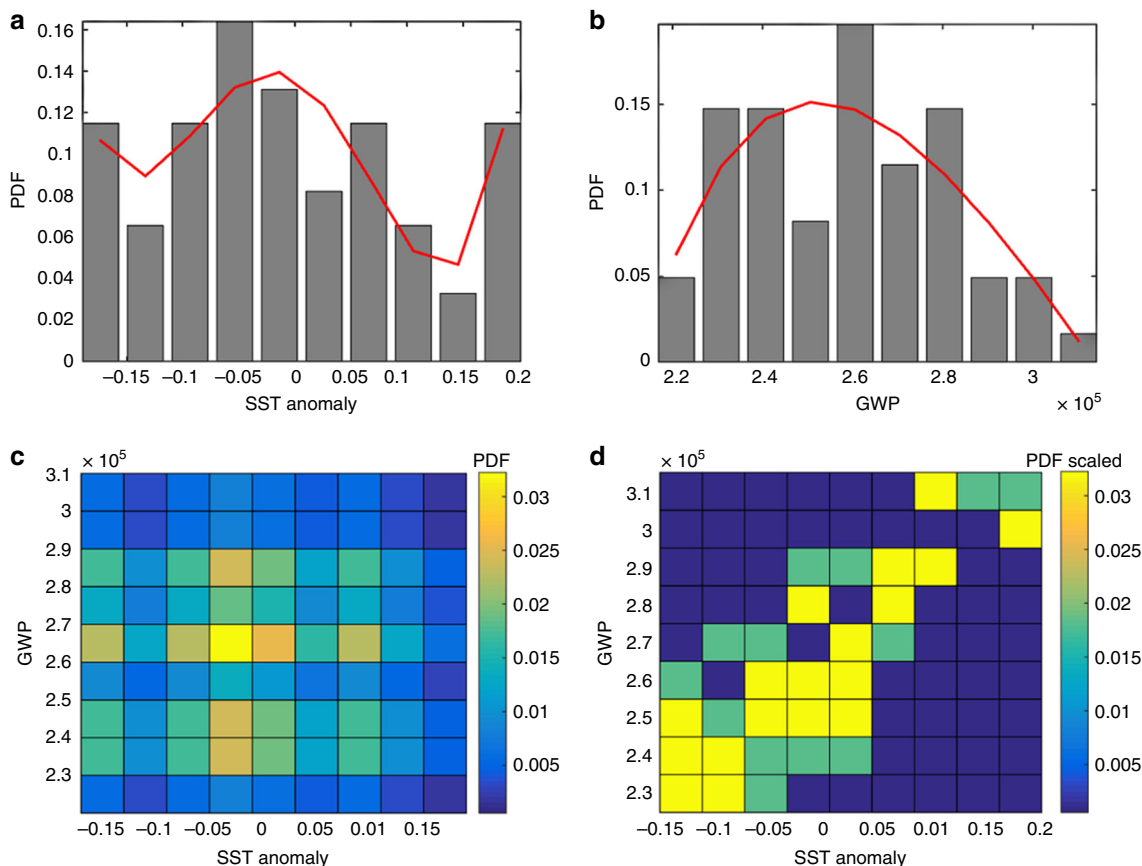 a
0.16
0.14
0.12
0.1
0.08
0.06
0.04
0.02
0
PDF
−0.15 −0.1 −0.05 0 0.05 0.1 0.15 0.2
SST anomaly
b
0.15
0.1
0.05
0
PDF
2.2 2.4 2.6 2.8 3
GWP
× 10⁵
c
× 10⁵
PDF
3.1
3
2.9
2.8
2.7
2.6
2.5
2.4
2.3
GWP
−0.15 −0.1 −0.05 0 0.05 0.01 0.15
SST anomaly
0.03
0.025
0.02
0.015
0.01
0.005
d
× 10⁵
PDF scaled
3.1
3
2.9
2.8
2.7
2.6
2.5
2.4
2.3
GWP
−0.15 −0.1 −0.05 0 0.05 0.01 0.15 0.2
SST anomaly
0.03
0.025
0.02
0.015
0.01
0.005